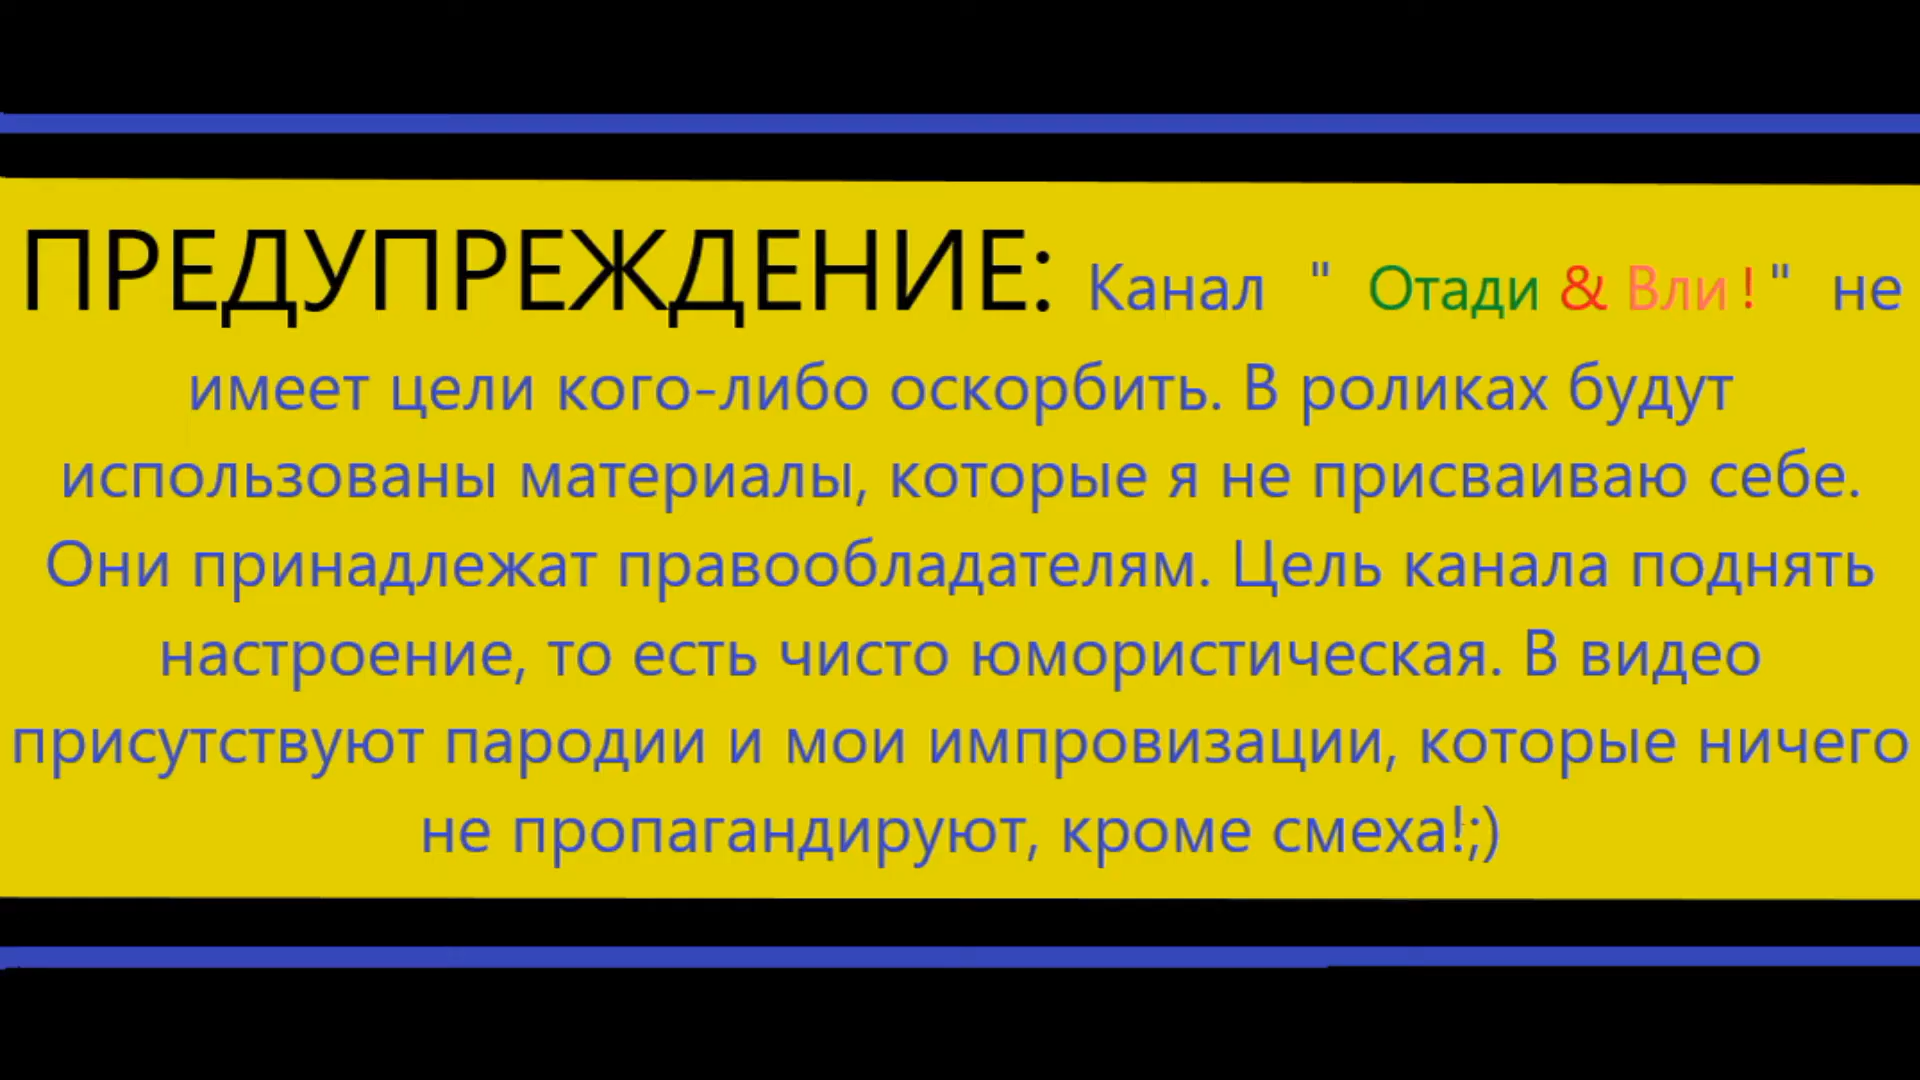 ПРЕДУПРЕЖДЕНИЕ: Канал " Отади & Вли!" не
имеет цели кого-либо оскорбить. В роликах будут
использованы материалы, которые я не присваиваю себе.
Они принадлежат правообладателям. Цель канала поднять
настроение, то есть чисто юмористическая. В видео
присутствуют пародии и мои импровизации, которые ничего
не пропагандируют, кроме смеха!;)